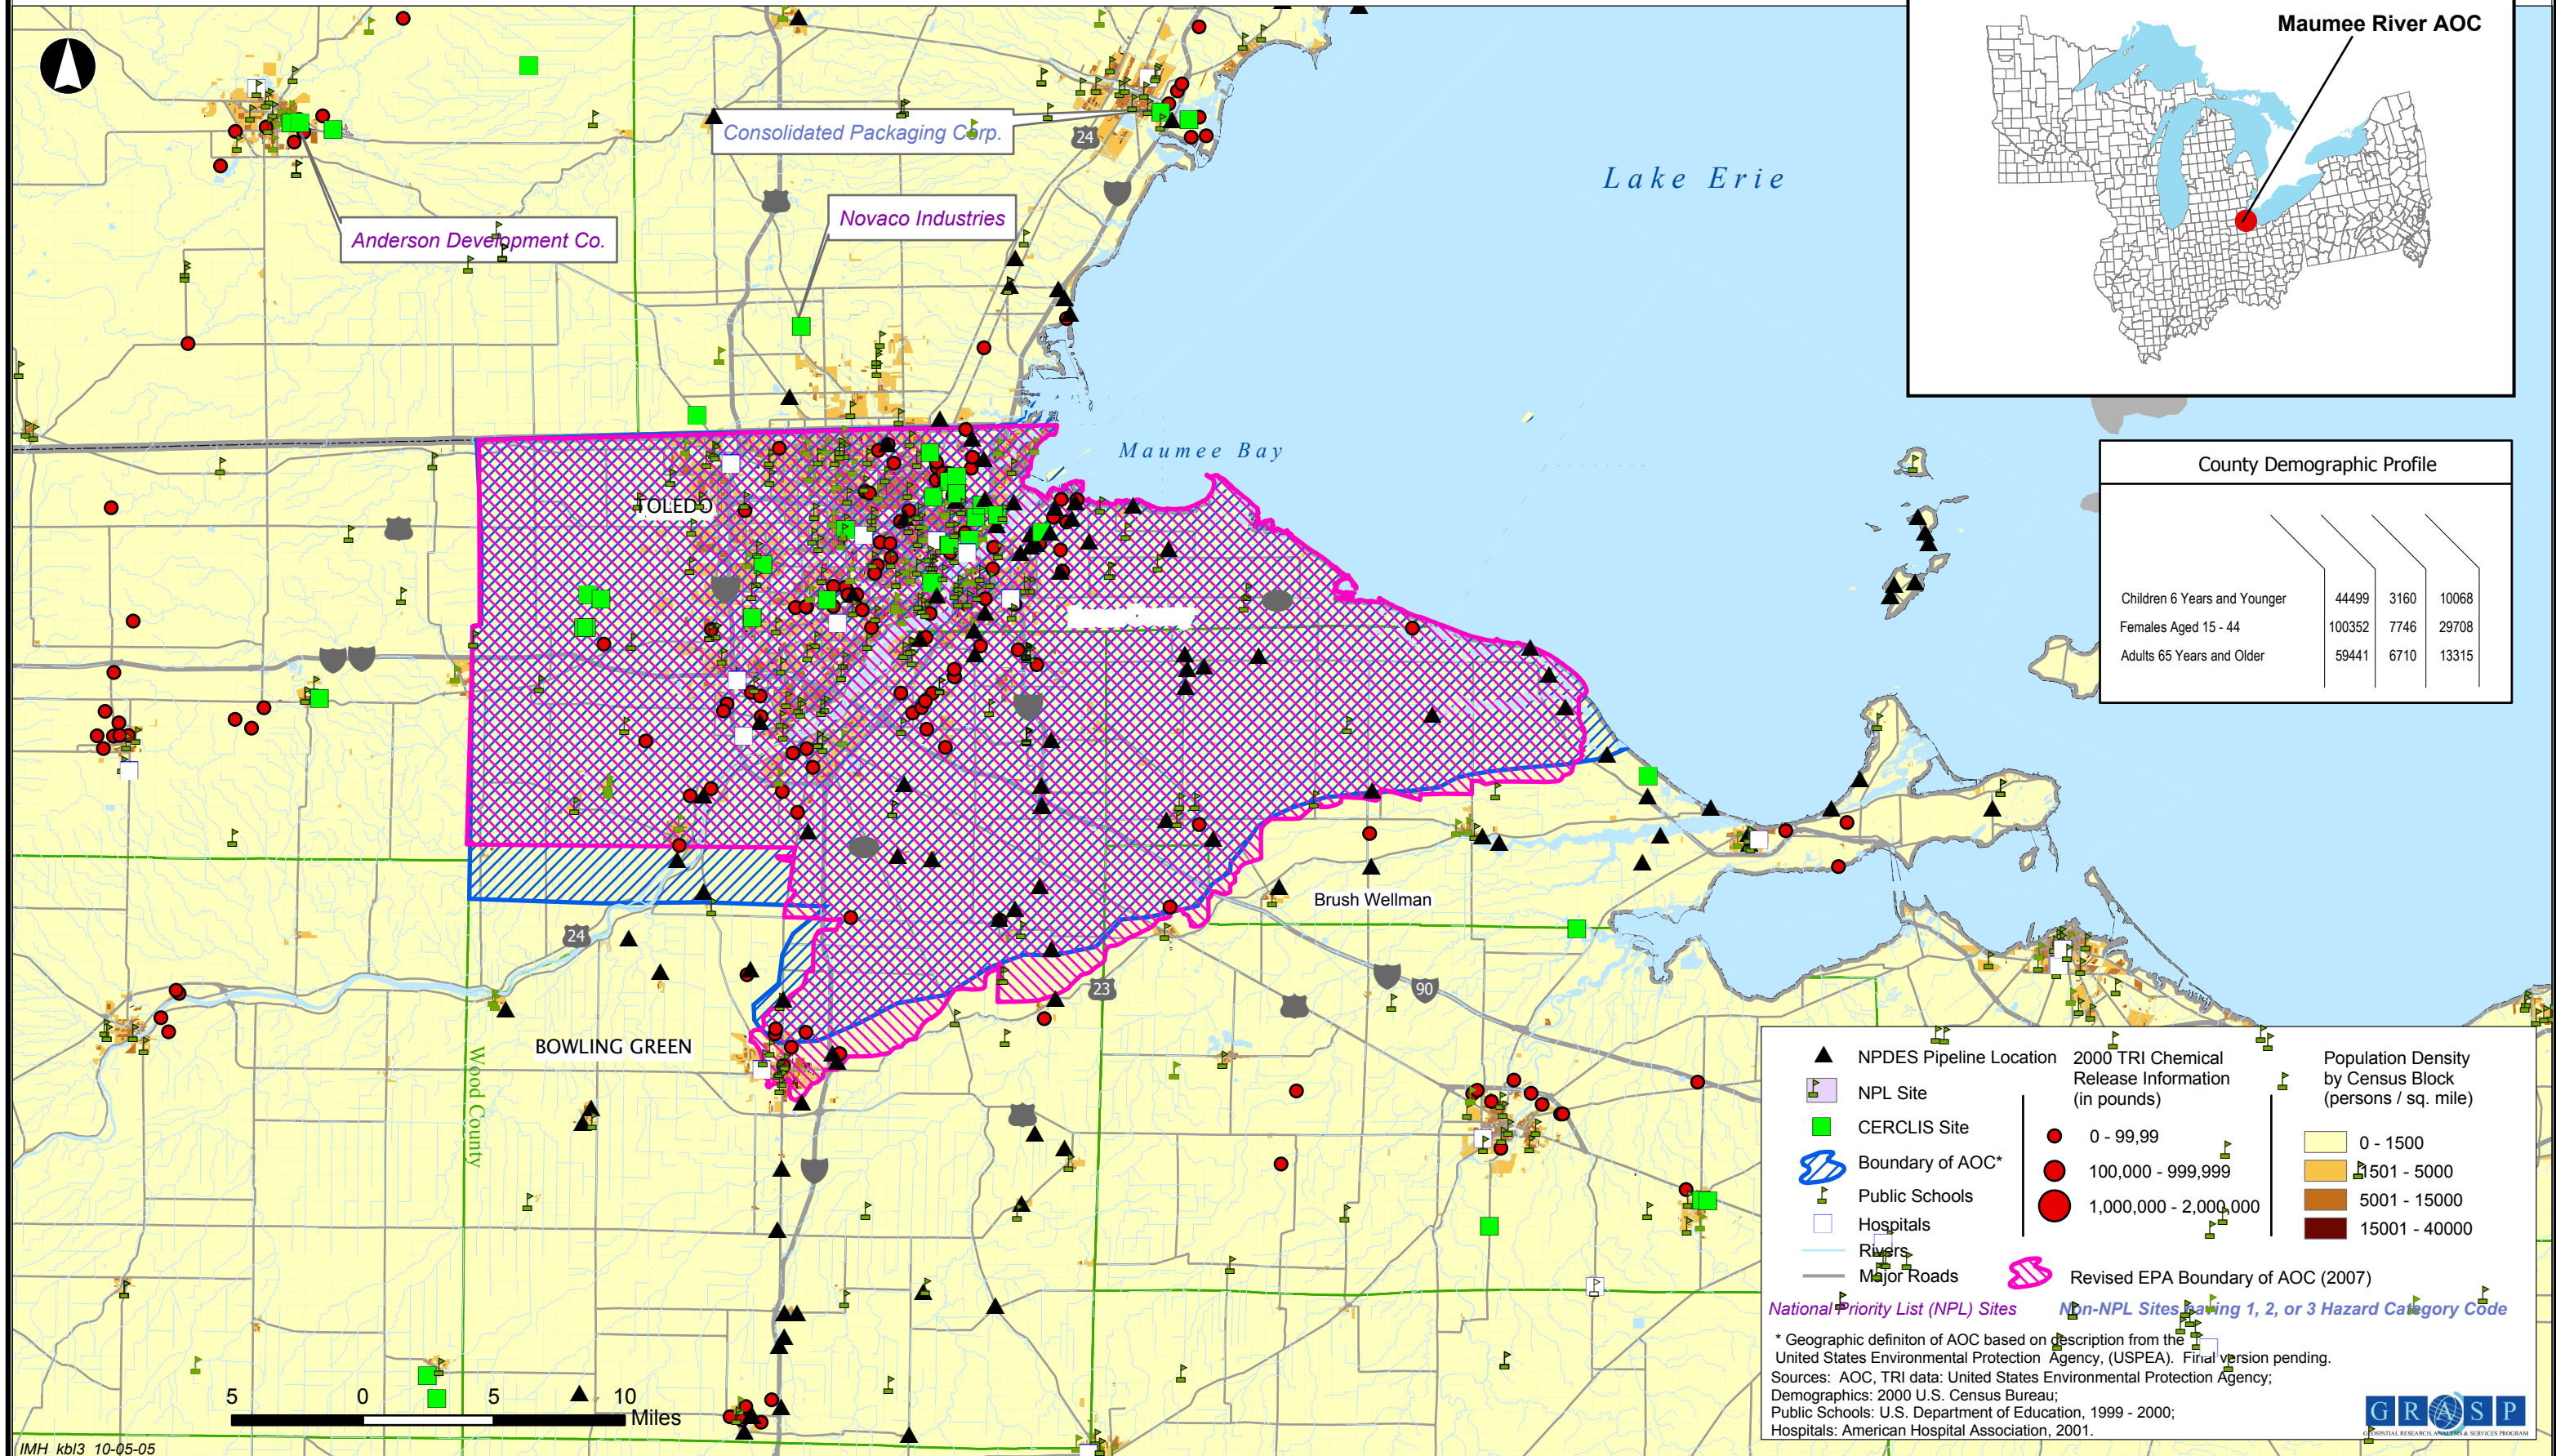 Maumee River AOC
Consolidated Packaging Corp.
24
Lake Erie
Novaco Industries
Anderson Development Co.
Maumee Bay
County Demographic Profile
Children 6 Years and Younger 44499 3160 10068
Females Aged 15 - 44 100352 7746 29708
Adults 65 Years and Older 59441 6710 13315
TOLEDO
Brush Wellman
24
23
90
BOWLING GREEN
Wood County
NPDES Pipeline Location
NPL Site
CERCLIS Site
Boundary of AOC*
Public Schools
Hospitals
Rivers
Major Roads
2000 TRI Chemical
Release Information
(in pounds)
0 - 99,99
100,000 - 999,999
1,000,000 - 2,000,000
Population Density
by Census Block
(persons / sq. mile)
0 - 1500
1501 - 5000
5001 - 15000
15001 - 40000
Revised EPA Boundary of AOC (2007)
National Priority List (NPL) Sites
Non-NPL Sites having 1, 2, or 3 Hazard Category Code
* Geographic definiton of AOC based on description from the
United States Environmental Protection Agency, (USPEA). Final version pending.
Sources: AOC, TRI data: United States Environmental Protection Agency;
Demographics: 2000 U.S. Census Bureau;
Public Schools: U.S. Department of Education, 1999 - 2000;
Hospitals: American Hospital Association, 2001.
GRASP
GEOSPATIAL RESEARCH, ANALYSIS & SERVICES PROGRAM
5 0 5 10
Miles
IMH_kbl3_10-05-05